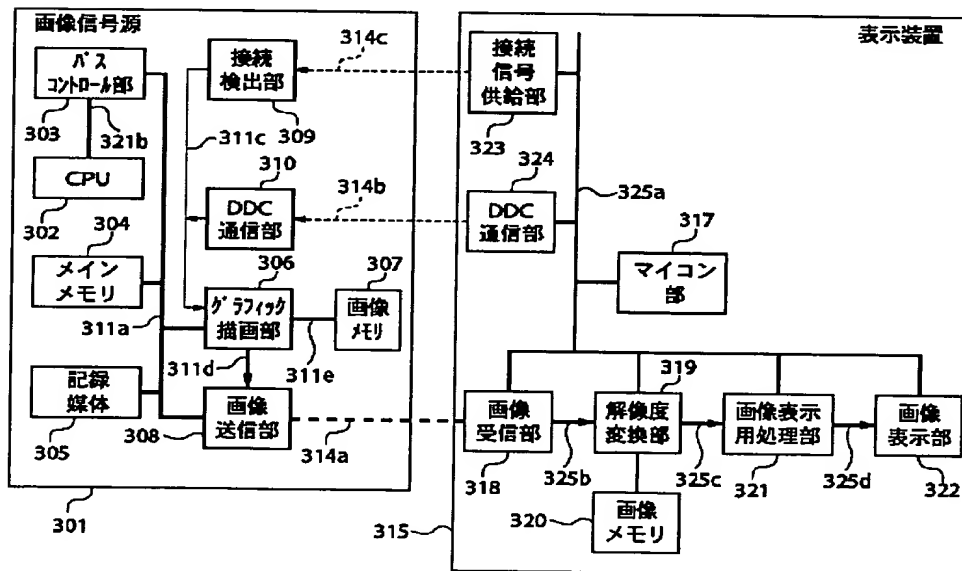 画像信号源
バス
コントロール部
303
321b
CPU
302
304
メイン
メモリ
311a
記録
媒体
305
301
接続
検出部
309
311c
310
DDC
通信部
306
グラフィック
描画部
307
画像
メモリ
311d
311e
画像
送信部
308
314c
314b
314a
表示装置
接続
信号
供給部
323
324
DDC
通信部
325a
317
マイコン
部
画像
受信部
318
325b
319
解像度
変換部
325c
320
画像
メモリ
画像表示
用処理部
321
325d
画像
表示部
322
315